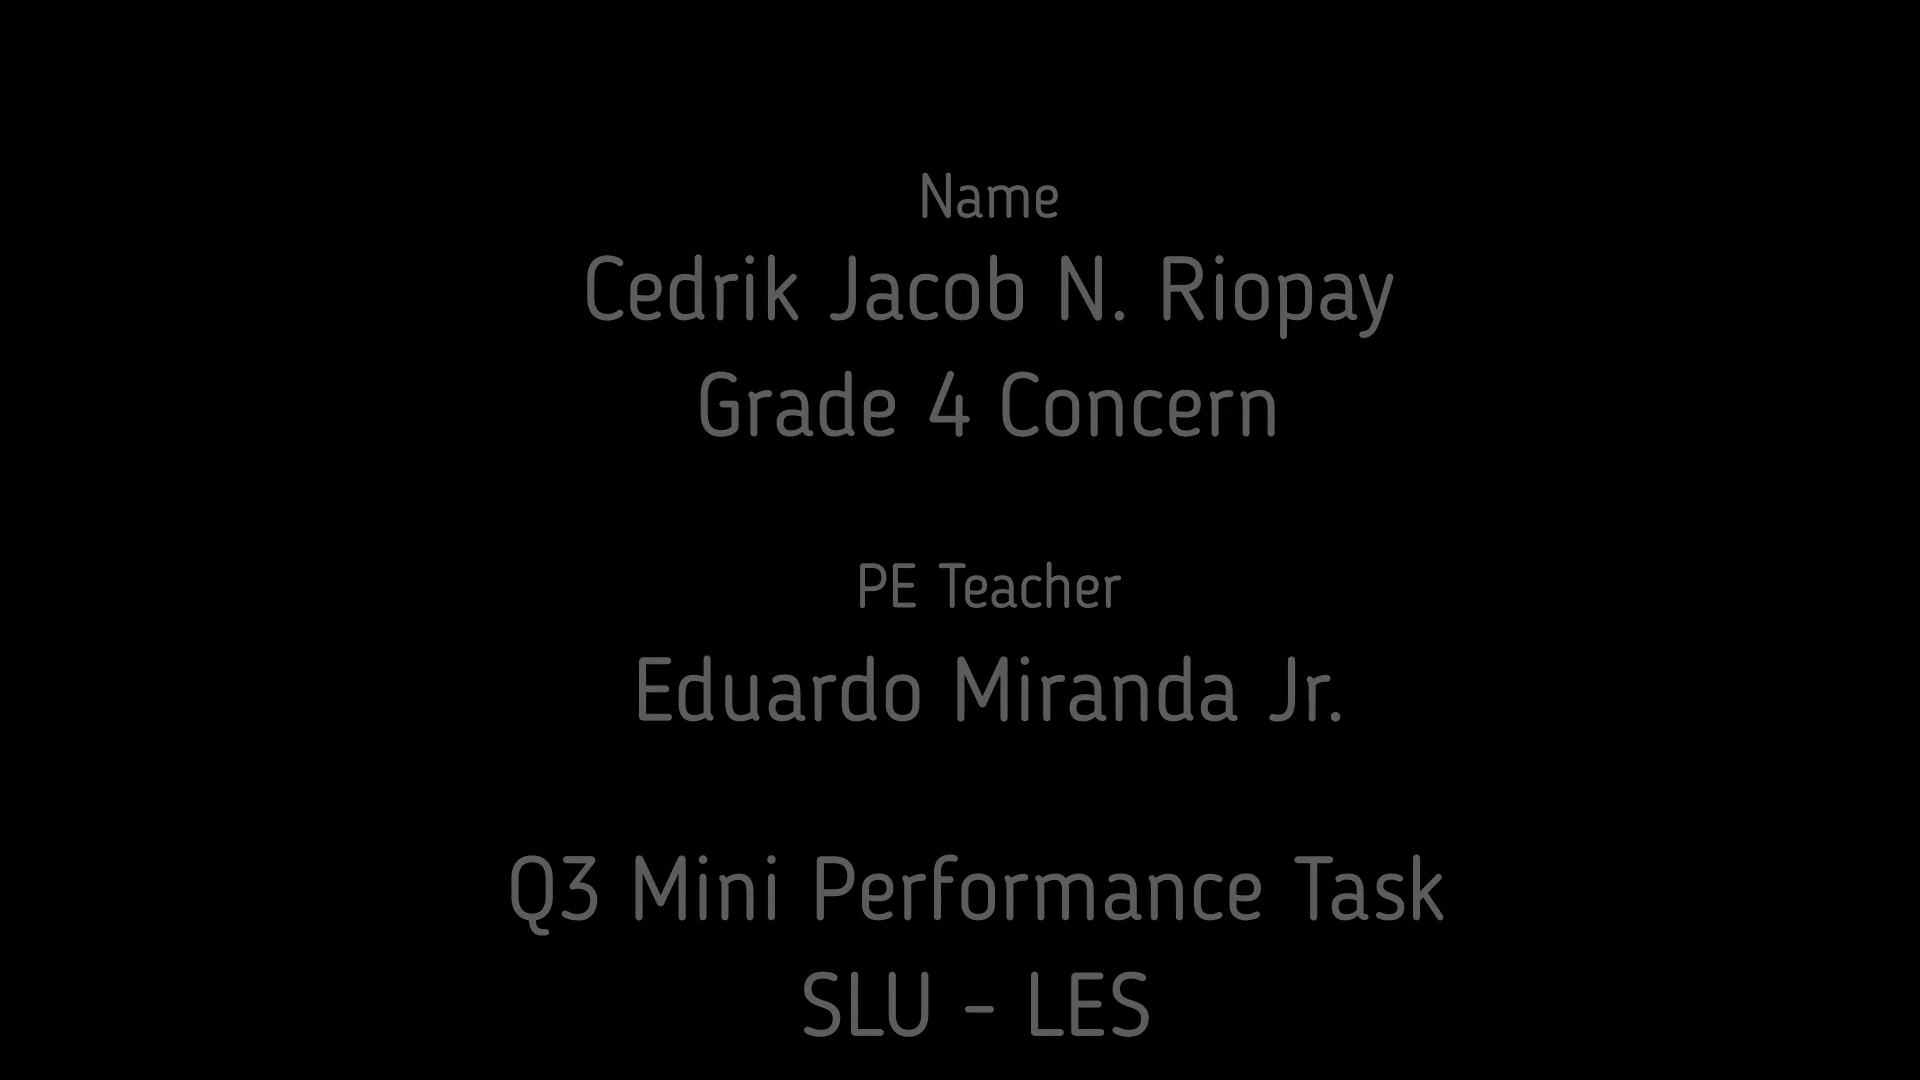 Name
Cedrik Jacob N. Riopay
Grade 4 Concern
PE Teacher
Eduardo Miranda Jr.
Q3 Mini Performance Task
SLU - LES